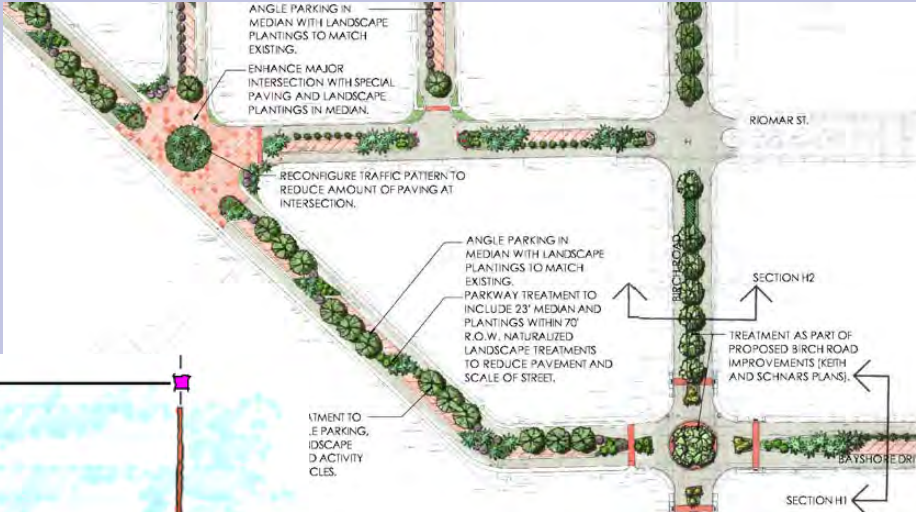 ANGLE PARKING IN
MEDIAN WITH LANDSCAPE
PLANTINGS TO MATCH
EXISTING.
ENHANCE MAJOR
INTERSECTION WITH SPECIAL
PAVING AND LANDSCAPE
PLANTINGS IN MEDIAN.
RIOMAR ST.
H
RECONFIGURE TRAFFIC PATTERN TO
REDUCE AMOUNT OF PAVING AT
INTERSECTION.
ANGLE PARKING IN
MEDIAN WITH LANDSCAPE
PLANTINGS TO MATCH
EXISTING.
PARKWAY TREATMENT TO
INCLUDE 23' MEDIAN AND
PLANTINGS WITHIN 70'
R.O.W. NATURALIZED
LANDSCAPE TREATMENTS
TO REDUCE PAVEMENT AND
SCALE OF STREET.
BIRCH ROAD
SECTION H2
TREATMENT AS PART OF
PROPOSED BIRCH ROAD
IMPROVEMENTS (KEITH
AND SCHNARS PLANS).
ATMENT TO
LE PARKING,
NDSCAPE
D ACTIVITY
CLES.
BAYSHORE DRI
SECTION H1